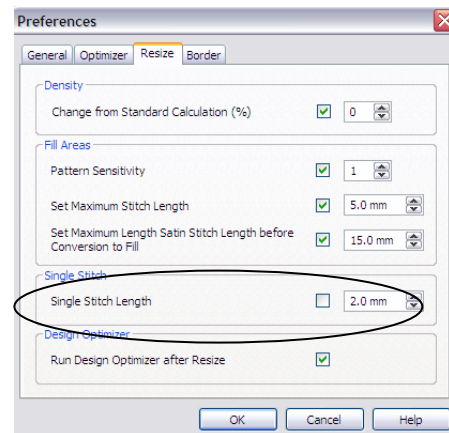 Preferences
General Optimizer Resize Border
Density
Change from Standard Calculation (%) 0
Fill Areas
Pattern Sensitivity 1
Set Maximum Stitch Length 5.0 mm
Set Maximum Length Satin Stitch Length before
Conversion to Fill 15.0 mm
Single Stitch
Single Stitch Length 2.0 mm
Design Optimizer
Run Design Optimizer after Resize
OK Cancel Help